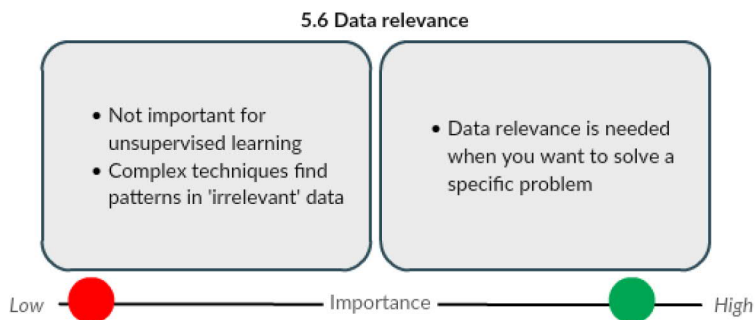 5.6 Data relevance
• Not important for
unsupervised learning
• Complex techniques find
patterns in 'irrelevant' data
• Data relevance is needed
when you want to solve a
specific problem
Low Importance High